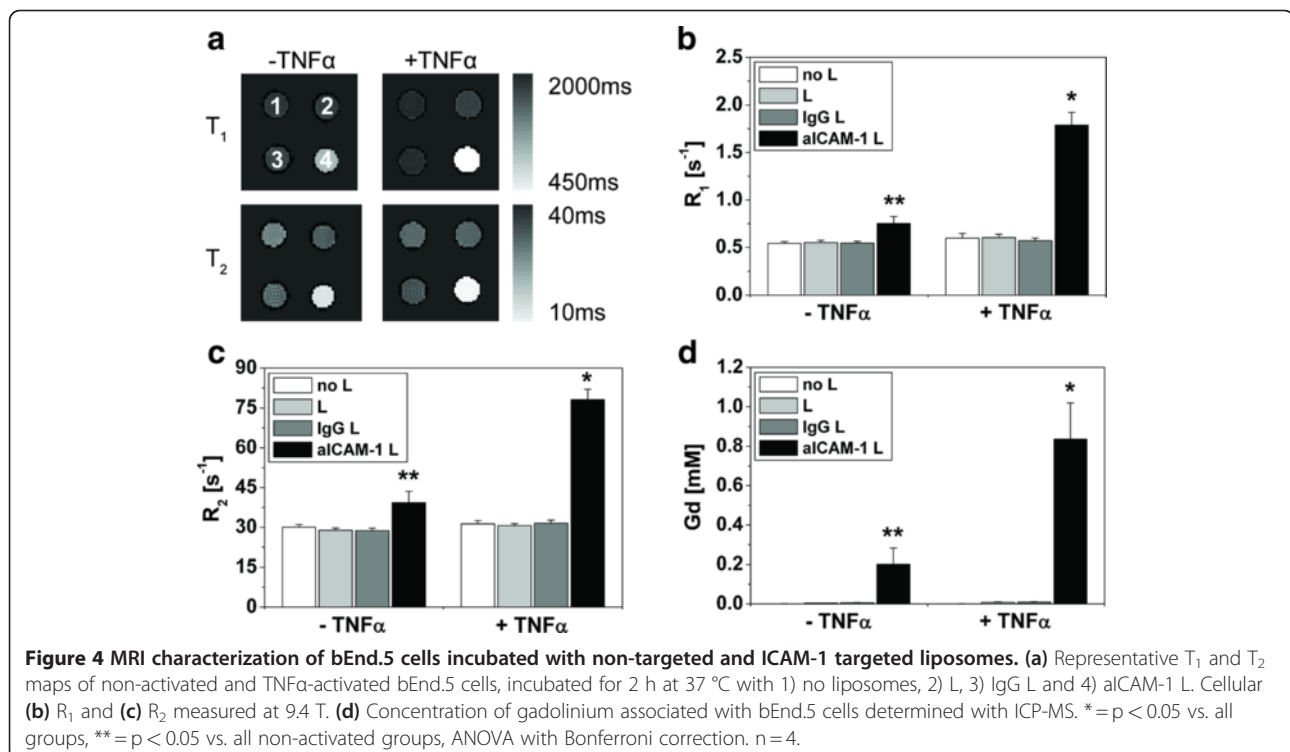 a
-TNFα +TNFα
T1
1 2
3 4
2000ms
450ms
T2
40ms
10ms
b
R1 [s-1]
2.5
2.0
1.5
1.0
0.5
0.0
no L
L
IgG L
aICAM-1 L
**
*
- TNFα + TNFα
c
R2 [s-1]
90
75
60
45
30
15
0
no L
L
IgG L
aICAM-1 L
**
*
- TNFα + TNFα
d
Gd [mM]
1.2
1.0
0.8
0.6
0.4
0.2
0.0
no L
L
IgG L
aICAM-1 L
**
*
- TNFα + TNFα
Figure 4 MRI characterization of bEnd.5 cells incubated with non-targeted and ICAM-1 targeted liposomes. (a) Representative T1 and T2
maps of non-activated and TNFα-activated bEnd.5 cells, incubated for 2 h at 37 °C with 1) no liposomes, 2) L, 3) IgG L and 4) aICAM-1 L. Cellular
(b) R1 and (c) R2 measured at 9.4 T. (d) Concentration of gadolinium associated with bEnd.5 cells determined with ICP-MS. * = p < 0.05 vs. all
groups, ** = p < 0.05 vs. all non-activated groups, ANOVA with Bonferroni correction. n = 4.